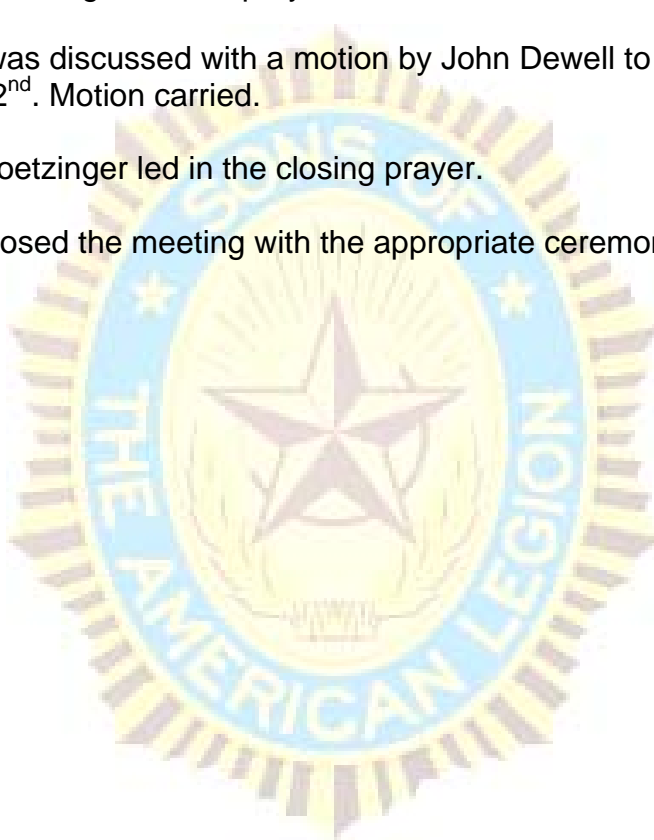 was discussed with a motion by John Dewell to
2nd. Motion carried.
oetzinger led in the closing prayer.
osed the meeting with the appropriate ceremon
SONS OF
THE AMERICAN LEGION